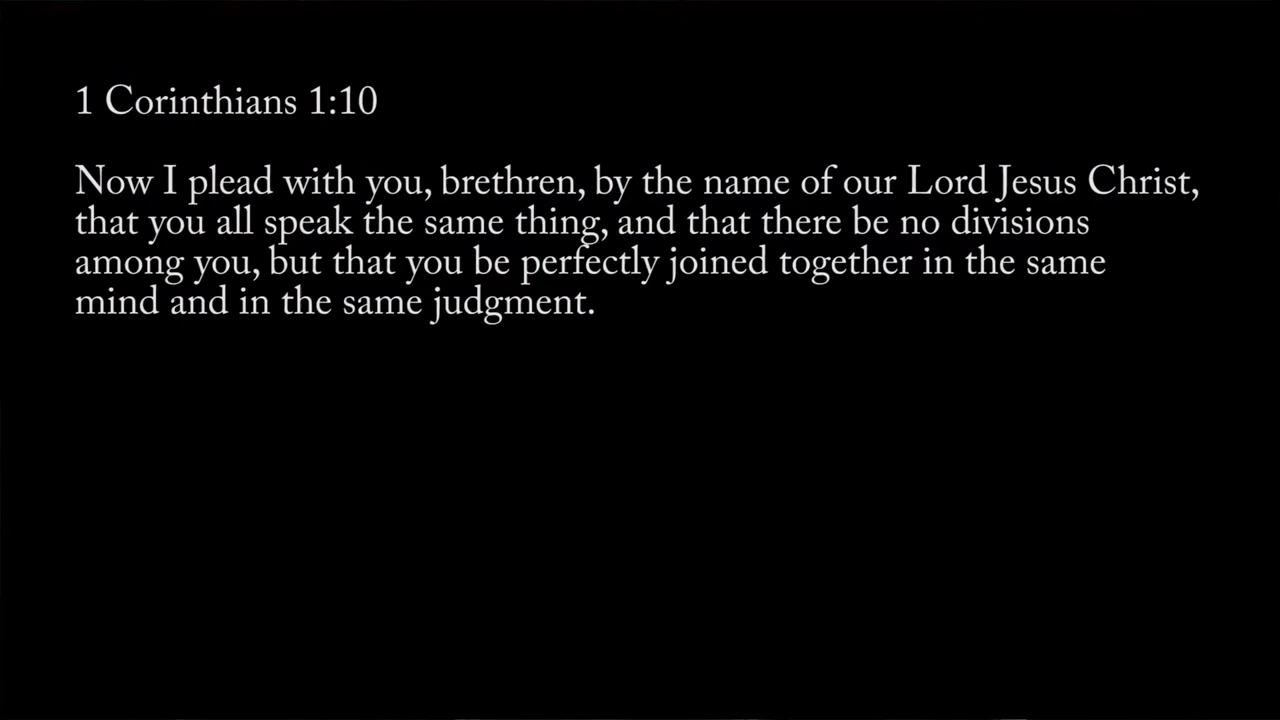 1 Corinthians 1:10
Now I plead with you, brethren, by the name of our Lord Jesus Christ,
that you all speak the same thing, and that there be no divisions
among you, but that you be perfectly joined together in the same
mind and in the same judgment.